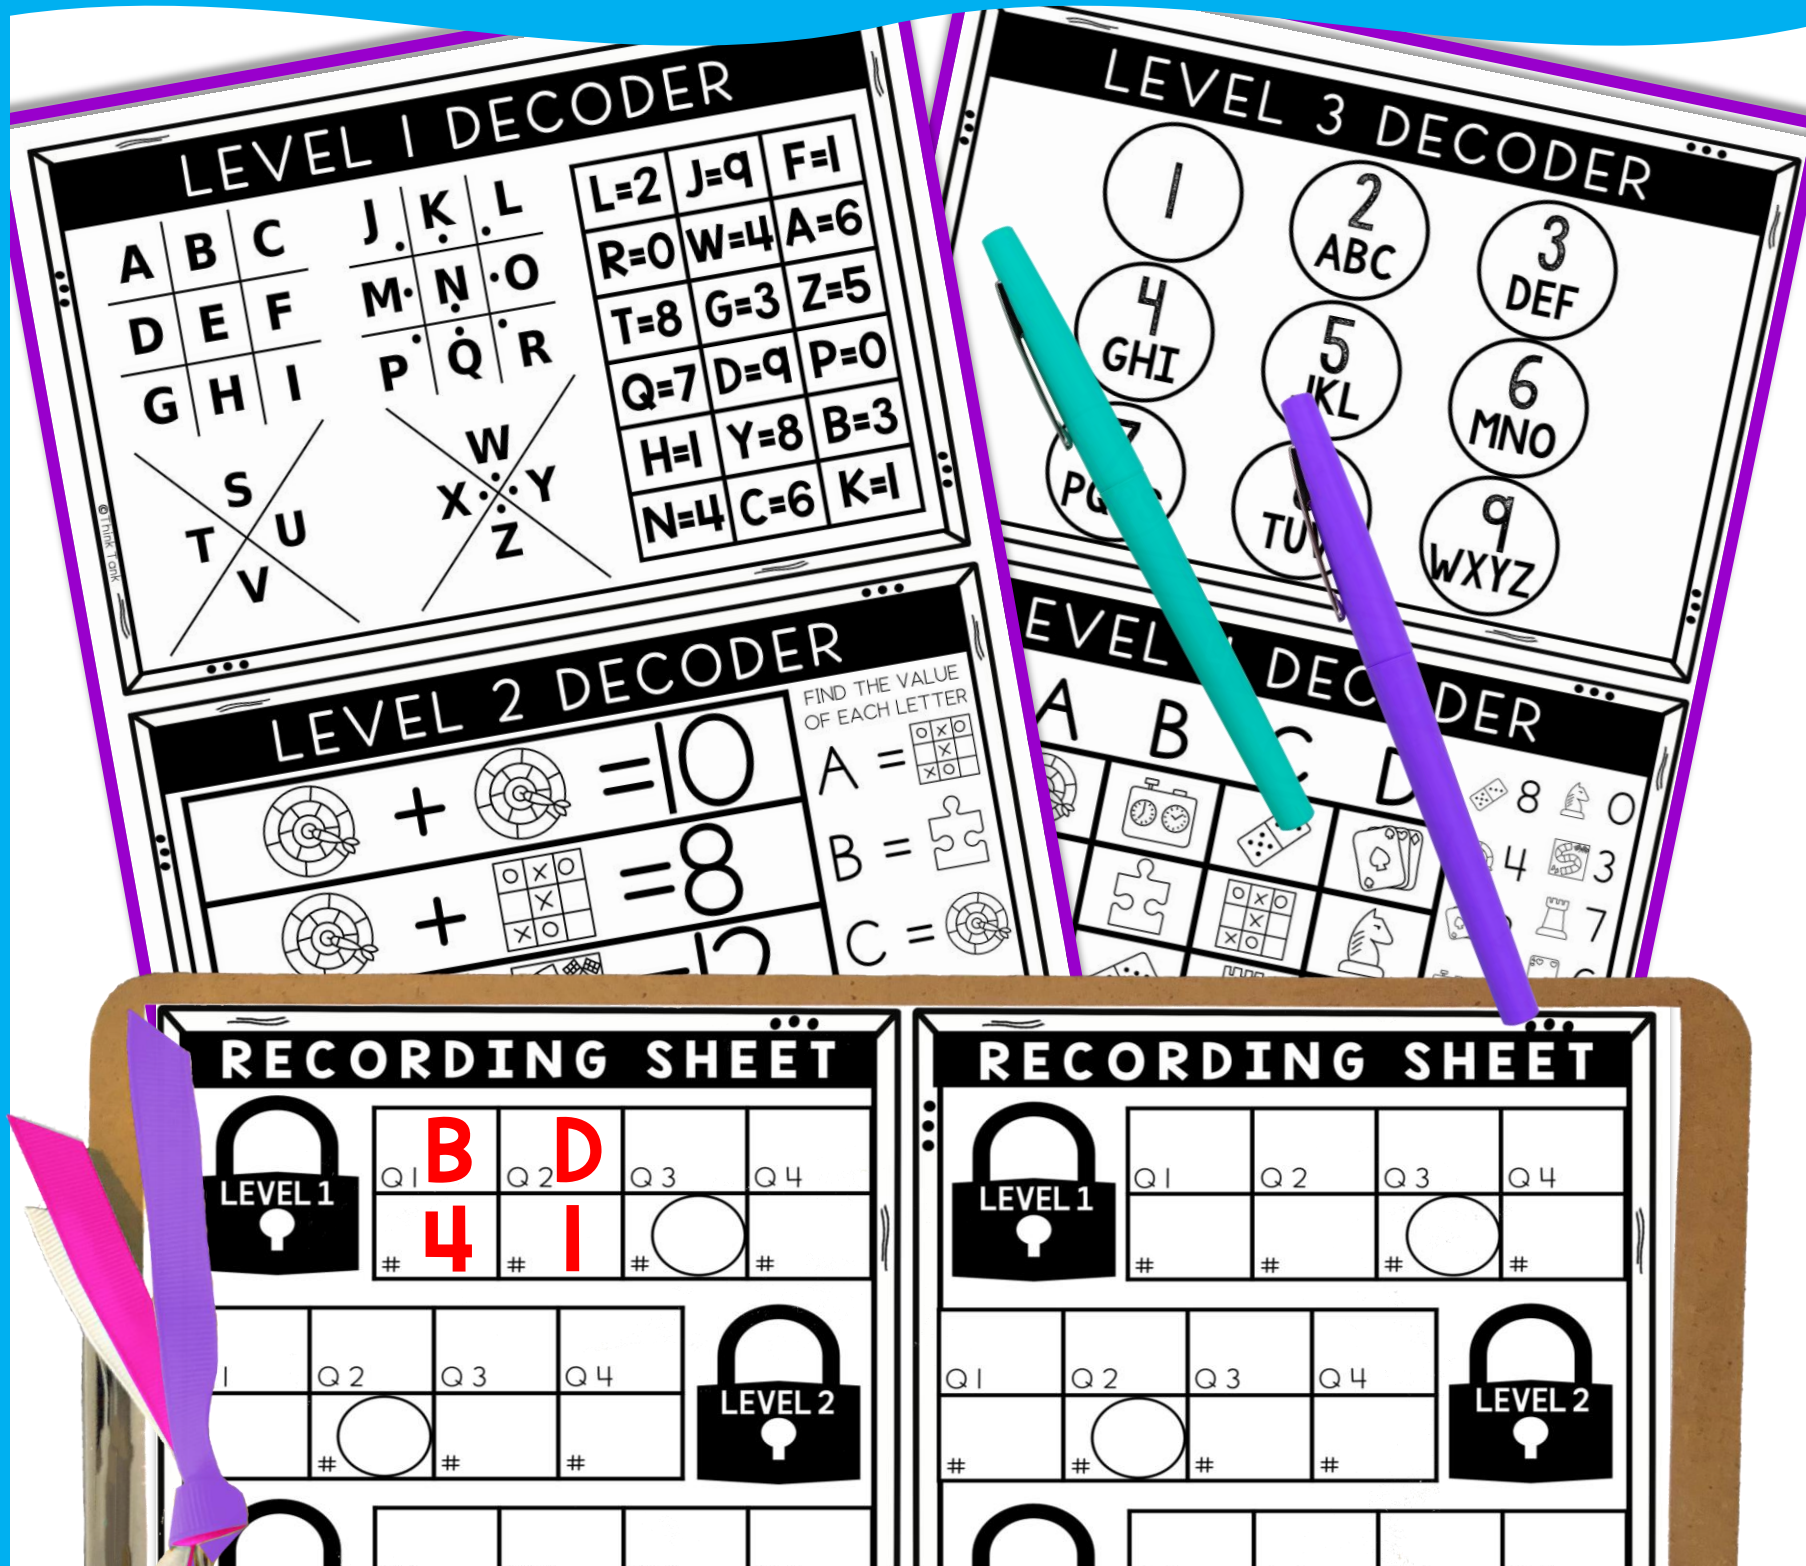 LEVEL 1 DECODER
A B C
D E F
G H I
J K L
M N O
P Q R
S
T U
V
W
X Y
Z
L=2 J=9 F=1
R=0 W=4 A=6
T=8 G=3 Z=5
Q=7 D=9 P=0
H=1 Y=8 B=3
N=4 C=6 K=1
©Think Tank
LEVEL 3 DECODER
1
2
ABC
3
DEF
4
GHI
5
JKL
6
MNO
9
WXYZ
LEVEL 2 DECODER
+ =10
+ =8
=12
FIND THE VALUE
OF EACH LETTER
A =
B =
C =
EVEL DECODER
A B C D
8 0
4 3
7
RECORDING SHEET
LEVEL 1
B D
Q1 Q2 Q3 Q4
4 1
# # # #
Q2 Q3 Q4
# # #
LEVEL 2
RECORDING SHEET
LEVEL 1
Q1 Q2 Q3 Q4
# # # #
Q1 Q2 Q3 Q4
# # # #
LEVEL 2